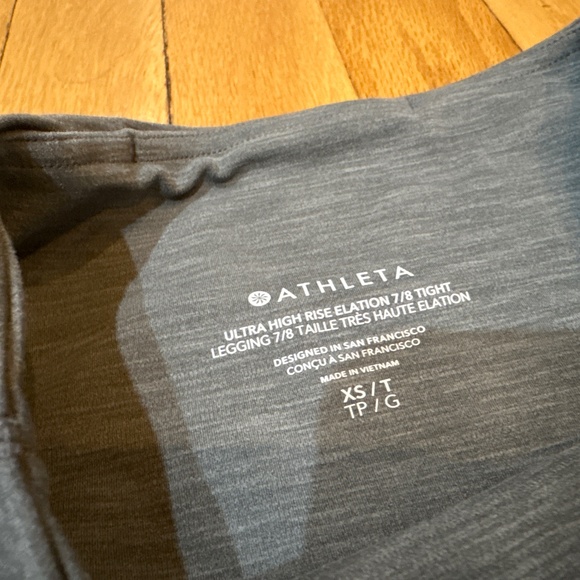 ATHLETA
ULTRA HIGH RISE ELATION 7/8 TIGHT
LEGGING 7/8 TAILLE TRÈS HAUTE ELATION
DESIGNED IN SAN FRANCISCO
CONÇU À SAN FRANCISCO
MADE IN VIETNAM
XS / T
TP / G